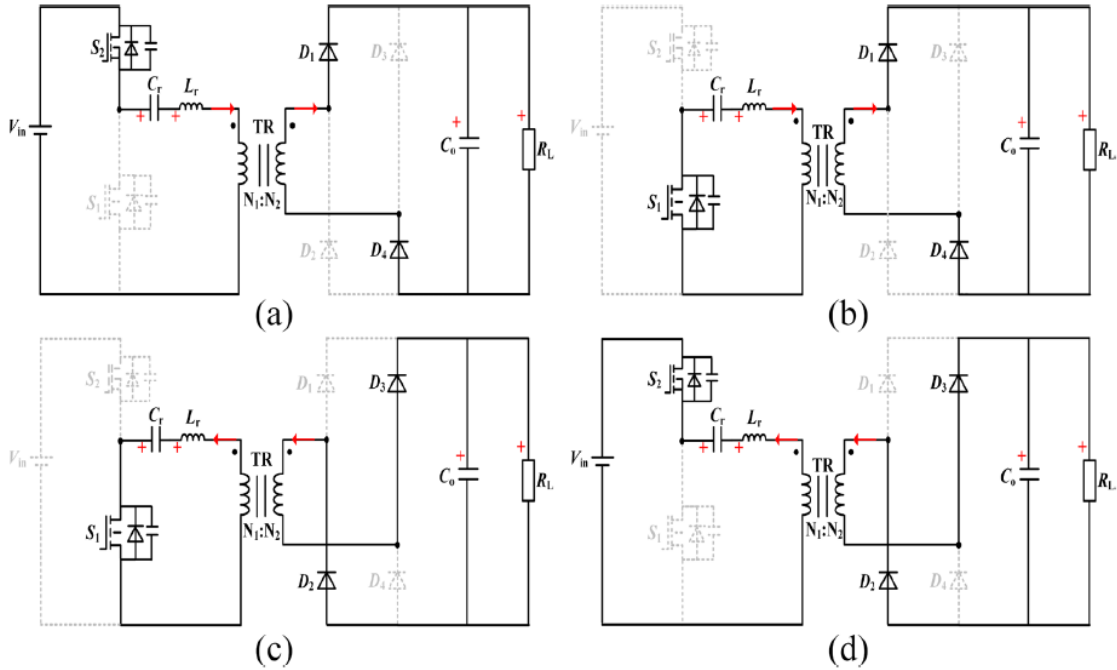 S2
D1
D3
Cr
Lr
+
+
+
+
Vin
TR
Co
RL
S1
N1:N2
D2
D4
(a)
S2
D1
D3
Cr
Lr
+
+
+
+
Vin
TR
Co
RL
S1
N1:N2
D2
D4
(b)
S2
D1
D3
Cr
Lr
+
+
+
+
Vin
TR
Co
RL
S1
N1:N2
D2
D4
(c)
S2
D1
D3
Cr
Lr
+
+
+
+
Vin
TR
Co
RL
S1
N1:N2
D2
D4
(d)